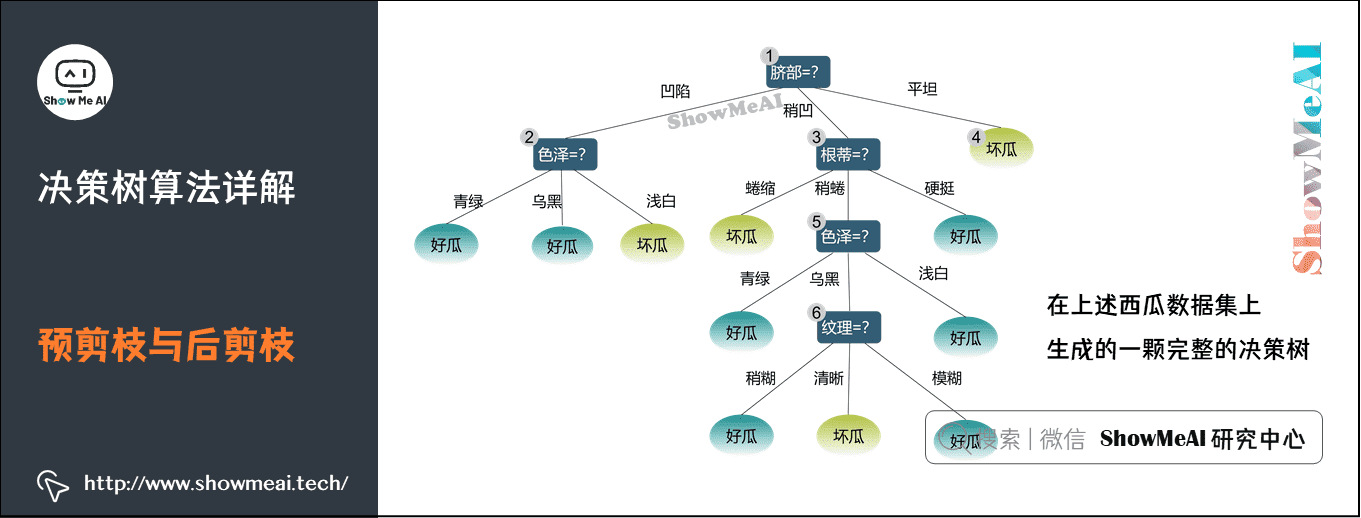 Show Me AI
决策树算法详解
预剪枝与后剪枝
http://www.showmeai.tech/
1
脐部=?
凹陷
稍凹
平坦
ShowMeAI
2
色泽=?
3
根蒂=?
4
坏瓜
青绿
乌黑
浅白
蜷缩
稍蜷
硬挺
好瓜
好瓜
坏瓜
坏瓜
5
色泽=?
好瓜
青绿
乌黑
浅白
好瓜
6
纹理=?
好瓜
稍糊
清晰
模糊
好瓜
坏瓜
好瓜
ShowMeAI
在上述西瓜数据集上
生成的一颗完整的决策树
搜索 | 微信 ShowMeAI 研究中心